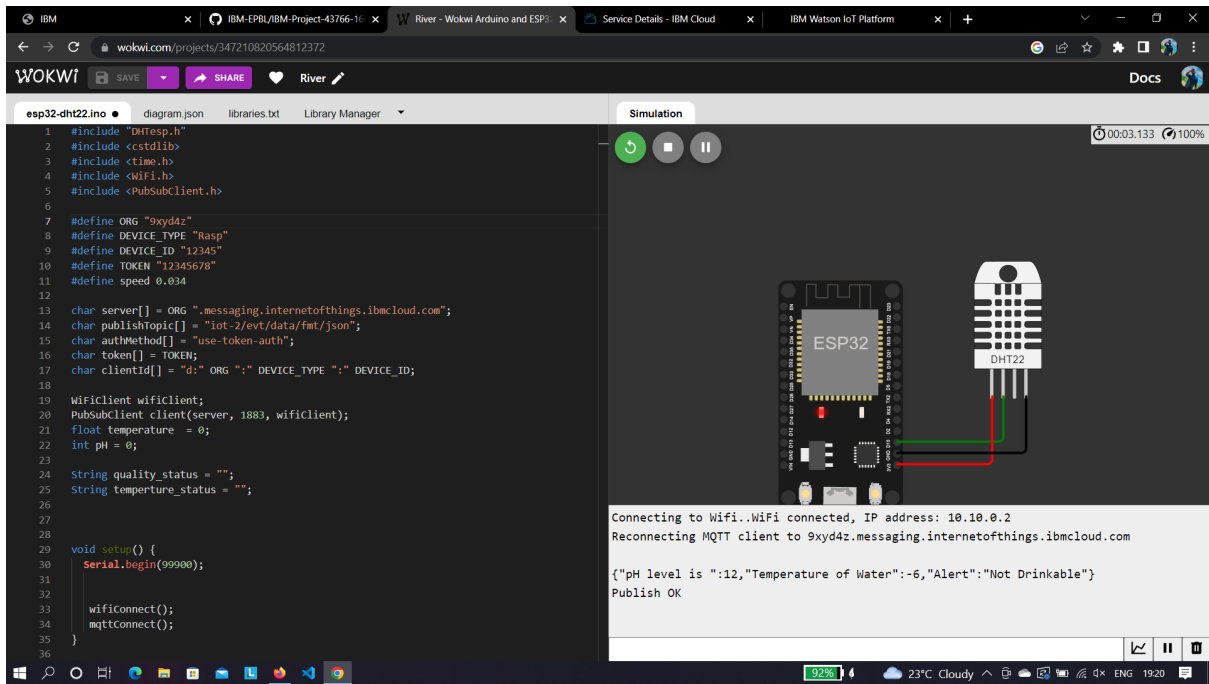 IBM
IBM-EPBL/IBM-Project-43766-16
River - Wokwi Arduino and ESP32
Service Details - IBM Cloud
IBM Watson IoT Platform
wokwi.com/projects/347210820564812372
WOKWI
SAVE
SHARE
River
Docs
esp32-dht22.ino
diagram.json
libraries.txt
Library Manager
Simulation
00:03.133
100%
1 #include "DHTesp.h"
2 #include <cstdlib>
3 #include <time.h>
4 #include <WiFi.h>
5 #include <PubSubClient.h>
6
7 #define ORG "9xyd4z"
8 #define DEVICE_TYPE "Rasp"
9 #define DEVICE_ID "12345"
10 #define TOKEN "12345678"
11 #define speed 0.034
12
13 char server[] = ORG ".messaging.internetofthings.ibmcloud.com";
14 char publishTopic[] = "iot-2/evt/data/fmt/json";
15 char authMethod[] = "use-token-auth";
16 char token[] = TOKEN;
17 char clientId[] = "d:" ORG ":" DEVICE_TYPE ":" DEVICE_ID;
18
19 WiFiClient wifiClient;
20 PubSubClient client(server, 1883, wifiClient);
21 float temperature  = 0;
22 int pH = 0;
23
24 String quality_status = "";
25 String temperture_status = "";
26
27
28
29 void setup() {
30 Serial.begin(99900);
31
32
33 wifiConnect();
34 mqttConnect();
35 }
36
ESP32
DHT22
Connecting to Wifi..WiFi connected, IP address: 10.10.0.2
Reconnecting MQTT client to 9xyd4z.messaging.internetofthings.ibmcloud.com
{"pH level is ":12,"Temperature of Water":-6,"Alert":"Not Drinkable"}
Publish OK
92%
23°C Cloudy
ENG
19:20